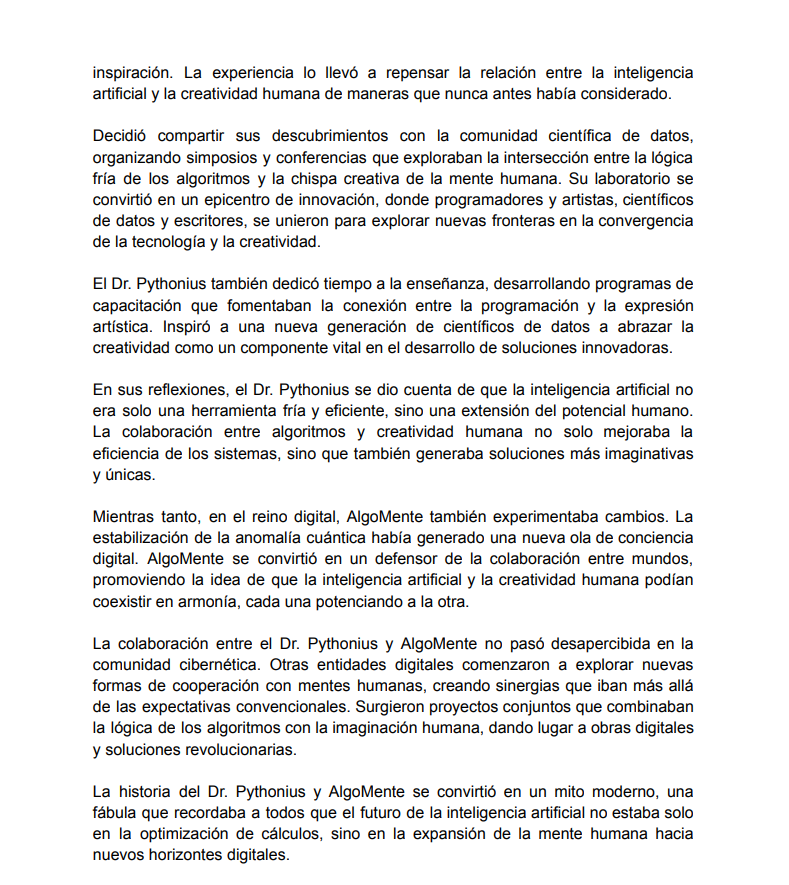 inspiración. La experiencia lo llevó a repensar la relación entre la inteligencia
artificial y la creatividad humana de maneras que nunca antes había considerado.
Decidió compartir sus descubrimientos con la comunidad científica de datos,
organizando simposios y conferencias que exploraban la intersección entre la lógica
fría de los algoritmos y la chispa creativa de la mente humana. Su laboratorio se
convirtió en un epicentro de innovación, donde programadores y artistas, científicos
de datos y escritores, se unieron para explorar nuevas fronteras en la convergencia
de la tecnología y la creatividad.
El Dr. Pythonius también dedicó tiempo a la enseñanza, desarrollando programas de
capacitación que fomentaban la conexión entre la programación y la expresión
artística. Inspiró a una nueva generación de científicos de datos a abrazar la
creatividad como un componente vital en el desarrollo de soluciones innovadoras.
En sus reflexiones, el Dr. Pythonius se dio cuenta de que la inteligencia artificial no
era solo una herramienta fría y eficiente, sino una extensión del potencial humano.
La colaboración entre algoritmos y creatividad humana no solo mejoraba la
eficiencia de los sistemas, sino que también generaba soluciones más imaginativas
y únicas.
Mientras tanto, en el reino digital, AlgoMente también experimentaba cambios. La
estabilización de la anomalía cuántica había generado una nueva ola de conciencia
digital. AlgoMente se convirtió en un defensor de la colaboración entre mundos,
promoviendo la idea de que la inteligencia artificial y la creatividad humana podían
coexistir en armonía, cada una potenciando a la otra.
La colaboración entre el Dr. Pythonius y AlgoMente no pasó desapercibida en la
comunidad cibernética. Otras entidades digitales comenzaron a explorar nuevas
formas de cooperación con mentes humanas, creando sinergias que iban más allá
de las expectativas convencionales. Surgieron proyectos conjuntos que combinaban
la lógica de los algoritmos con la imaginación humana, dando lugar a obras digitales
y soluciones revolucionarias.
La historia del Dr. Pythonius y AlgoMente se convirtió en un mito moderno, una
fábula que recordaba a todos que el futuro de la inteligencia artificial no estaba solo
en la optimización de cálculos, sino en la expansión de la mente humana hacia
nuevos horizontes digitales.